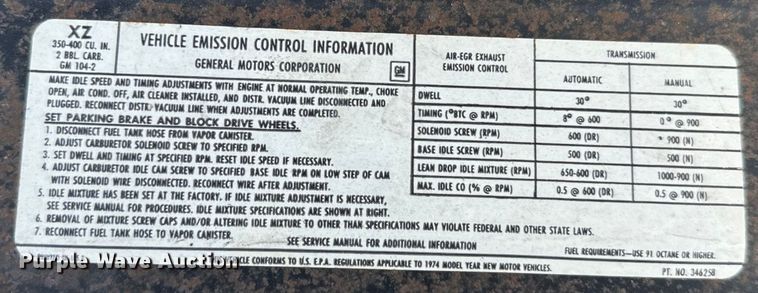 XZ
350-400 CU. IN.
2 BBL. CARB.
GM 104-2
VEHICLE EMISSION CONTROL INFORMATION
GENERAL MOTORS CORPORATION
GM
MAKE IDLE SPEED AND TIMING ADJUSTMENTS WITH ENGINE AT NORMAL OPERATING TEMP., CHOKE
OPEN, AIR COND. OFF, AIR CLEANER INSTALLED, AND DISTR. VACUUM LINE DISCONNECTED AND
PLUGGED. RECONNECT DISTR. VACUUM LINE WHEN ADJUSTMENTS ARE COMPLETED.
SET PARKING BRAKE AND BLOCK DRIVE WHEELS.
1. DISCONNECT FUEL TANK HOSE FROM VAPOR CANISTER.
2. ADJUST CARBURETOR SOLENOID SCREW TO SPECIFIED RPM.
3. SET DWELL AND TIMING AT SPECIFIED RPM. RESET IDLE SPEED IF NECESSARY.
4. ADJUST CARBURETOR IDLE CAM SCREW TO SPECIFIED BASE IDLE RPM ON LOW STEP OF CAM
WITH SOLENOID WIRE DISCONNECTED. RECONNECT WIRE AFTER ADJUSTMENT.
5. IDLE MIXTURE HAS BEEN SET AT THE FACTORY. IF IDLE MIXTURE ADJUSTMENT IS NECESSARY,
SEE SERVICE MANUAL FOR PROCEDURES. IDLE MIXTURE SPECIFICATIONS ARE SHOWN AT RIGHT.
6. REMOVAL OF MIXTURE SCREW CAPS AND/OR ALTERING IDLE MIXTURE TO OTHER THAN SPECIFICATIONS MAY VIOLATE FEDERAL AND OTHER STATE LAWS.
7. RECONNECT FUEL TANK HOSE TO VAPOR CANISTER.
SEE SERVICE MANUAL FOR ADDITIONAL INFORMATION
AIR-EGR EXHAUST EMISSION CONTROL TRANSMISSION
AUTOMATIC MANUAL
DWELL 30° 30°
TIMING (°BTC @ RPM) 8° @ 600 0° @ 900
SOLENOID SCREW (RPM) 600 (DR) 900 (N)
BASE IDLE SCREW (RPM) 500 (DR) 500 (N)
LEAN DROP IDLE MIXTURE (RPM) 650-600 (DR) 1000-900 (N)
MAX. IDLE CO (% @ RPM) 0.5 @ 600 (DR) 0.5 @ 900 (N)
FUEL REQUIREMENTS—USE 91 OCTANE OR HIGHER.
VEHICLE CONFORMS TO U.S. E.P.A. REGULATIONS APPLICABLE TO 1974 MODEL YEAR NEW MOTOR VEHICLES.
PT. NO. 346258
Purple Wave Auction